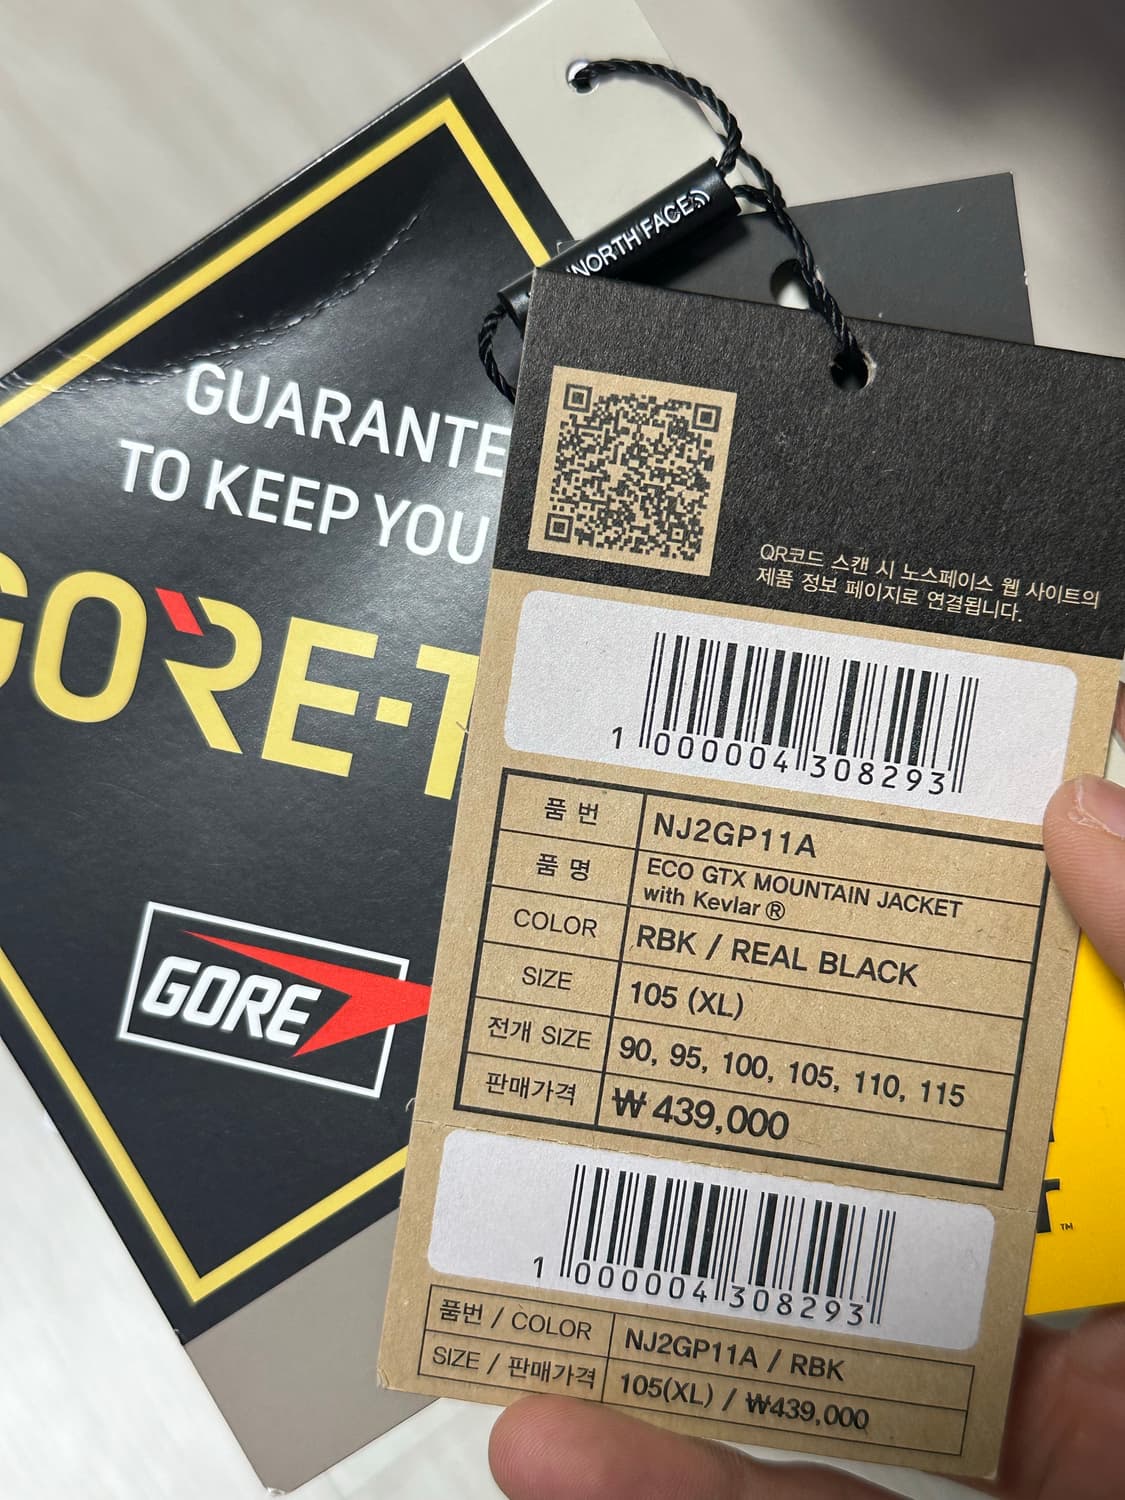 NORTH FACE
GUARANTE
TO KEEP YOU
GORE-T
GORE
QR코드 스캔 시 노스페이스 웹 사이트의
제품 정보 페이지로 연결됩니다.
1 000004 308293
품 번 NJ2GP11A
품 명 ECO GTX MOUNTAIN JACKET
with Kevlar ®
COLOR RBK / REAL BLACK
SIZE 105 (XL)
전개 SIZE 90, 95, 100, 105, 110, 115
판매가격 ₩ 439,000
1 000004 308293
품번 / COLOR NJ2GP11A / RBK
SIZE / 판매가격 105(XL) / ₩439,000
TM